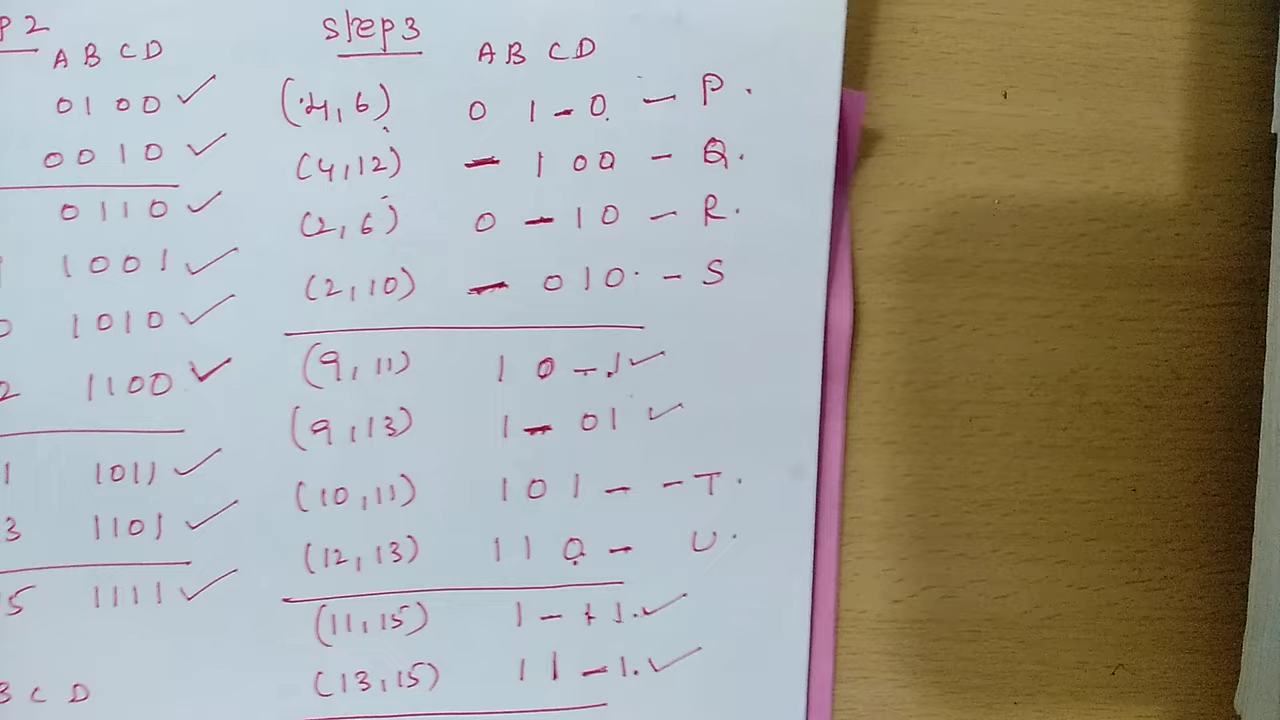 p 2
A B C D
0 1 0 0 ✓
0 0 1 0 ✓
0 1 1 0 ✓
1 0 0 1 ✓
0 1 0 1 0 ✓
2 1 1 0 0 ✓
1 1 0 1 1 ✓
3 1 1 0 1 ✓
5 1 1 1 1 ✓
B C D
Step 3
A B C D
(4,6) 0 1 - 0 - P.
(4,12) - 1 0 0 - Q.
(2,6) 0 - 1 0 - R.
(2,10) - 0 1 0 - S
(9,11) 1 0 - 1 ✓
(9,13) 1 - 0 1 ✓
(10,11) 1 0 1 - - T.
(12,13) 1 1 0 - U.
(11,15) 1 - 1 1. ✓
(13,15) 1 1 - 1. ✓